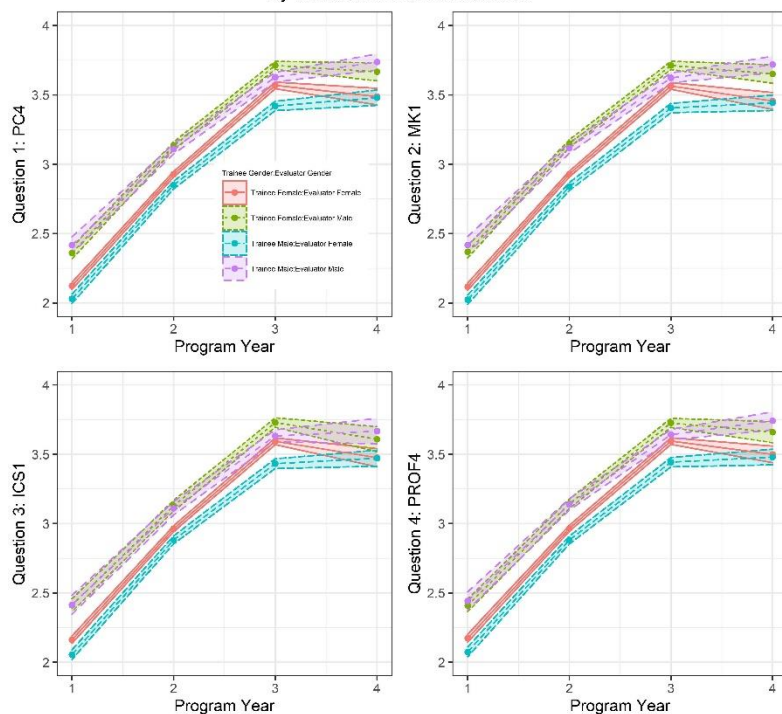 4
3.5
3
2.5
2
Question 1: PC4
1 2 3 4
Program Year
Trainee Gender:Evaluator Gender
Trainee Female:Evaluator Female
Trainee Female:Evaluator Male
Trainee Male:Evaluator Female
Trainee Male:Evaluator Male
4
3.5
3
2.5
2
Question 2: MK1
1 2 3 4
Program Year
4
3.5
3
2.5
2
Question 3: ICS1
1 2 3 4
Program Year
4
3.5
3
2.5
2
Question 4: PROF4
1 2 3 4
Program Year